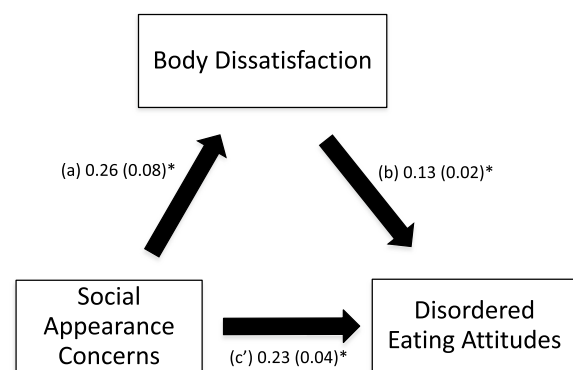 Body Dissatisfaction
(a) 0.26 (0.08)*
(b) 0.13 (0.02)*
Social
Appearance
Concerns
Disordered
Eating Attitudes
(c’) 0.23 (0.04)*